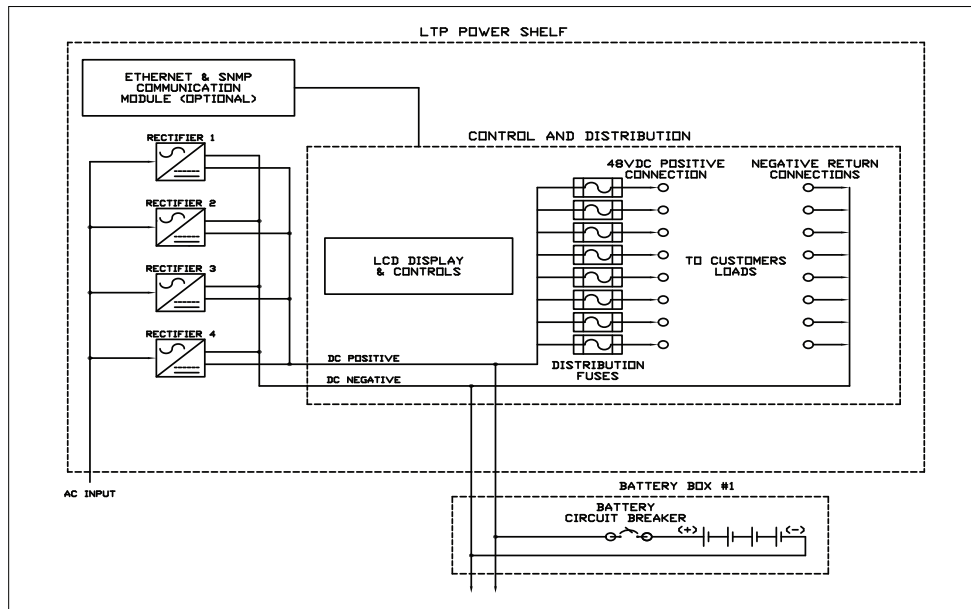 LTP POWER SHELF
ETHERNET & SNMP
COMMUNICATION
MODULE (OPTIONAL)
CONTROL AND DISTRIBUTION
RECTIFIER 1
48VDC POSITIVE
CONNECTION
NEGATIVE RETURN
CONNECTIONS
RECTIFIER 2
LCD DISPLAY
& CONTROLS
TO CUSTOMERS
LOADS
RECTIFIER 3
RECTIFIER 4
DC POSITIVE
DISTRIBUTION
FUSES
DC NEGATIVE
AC INPUT
BATTERY BOX #1
BATTERY
CIRCUIT BREAKER
(+)
(-)